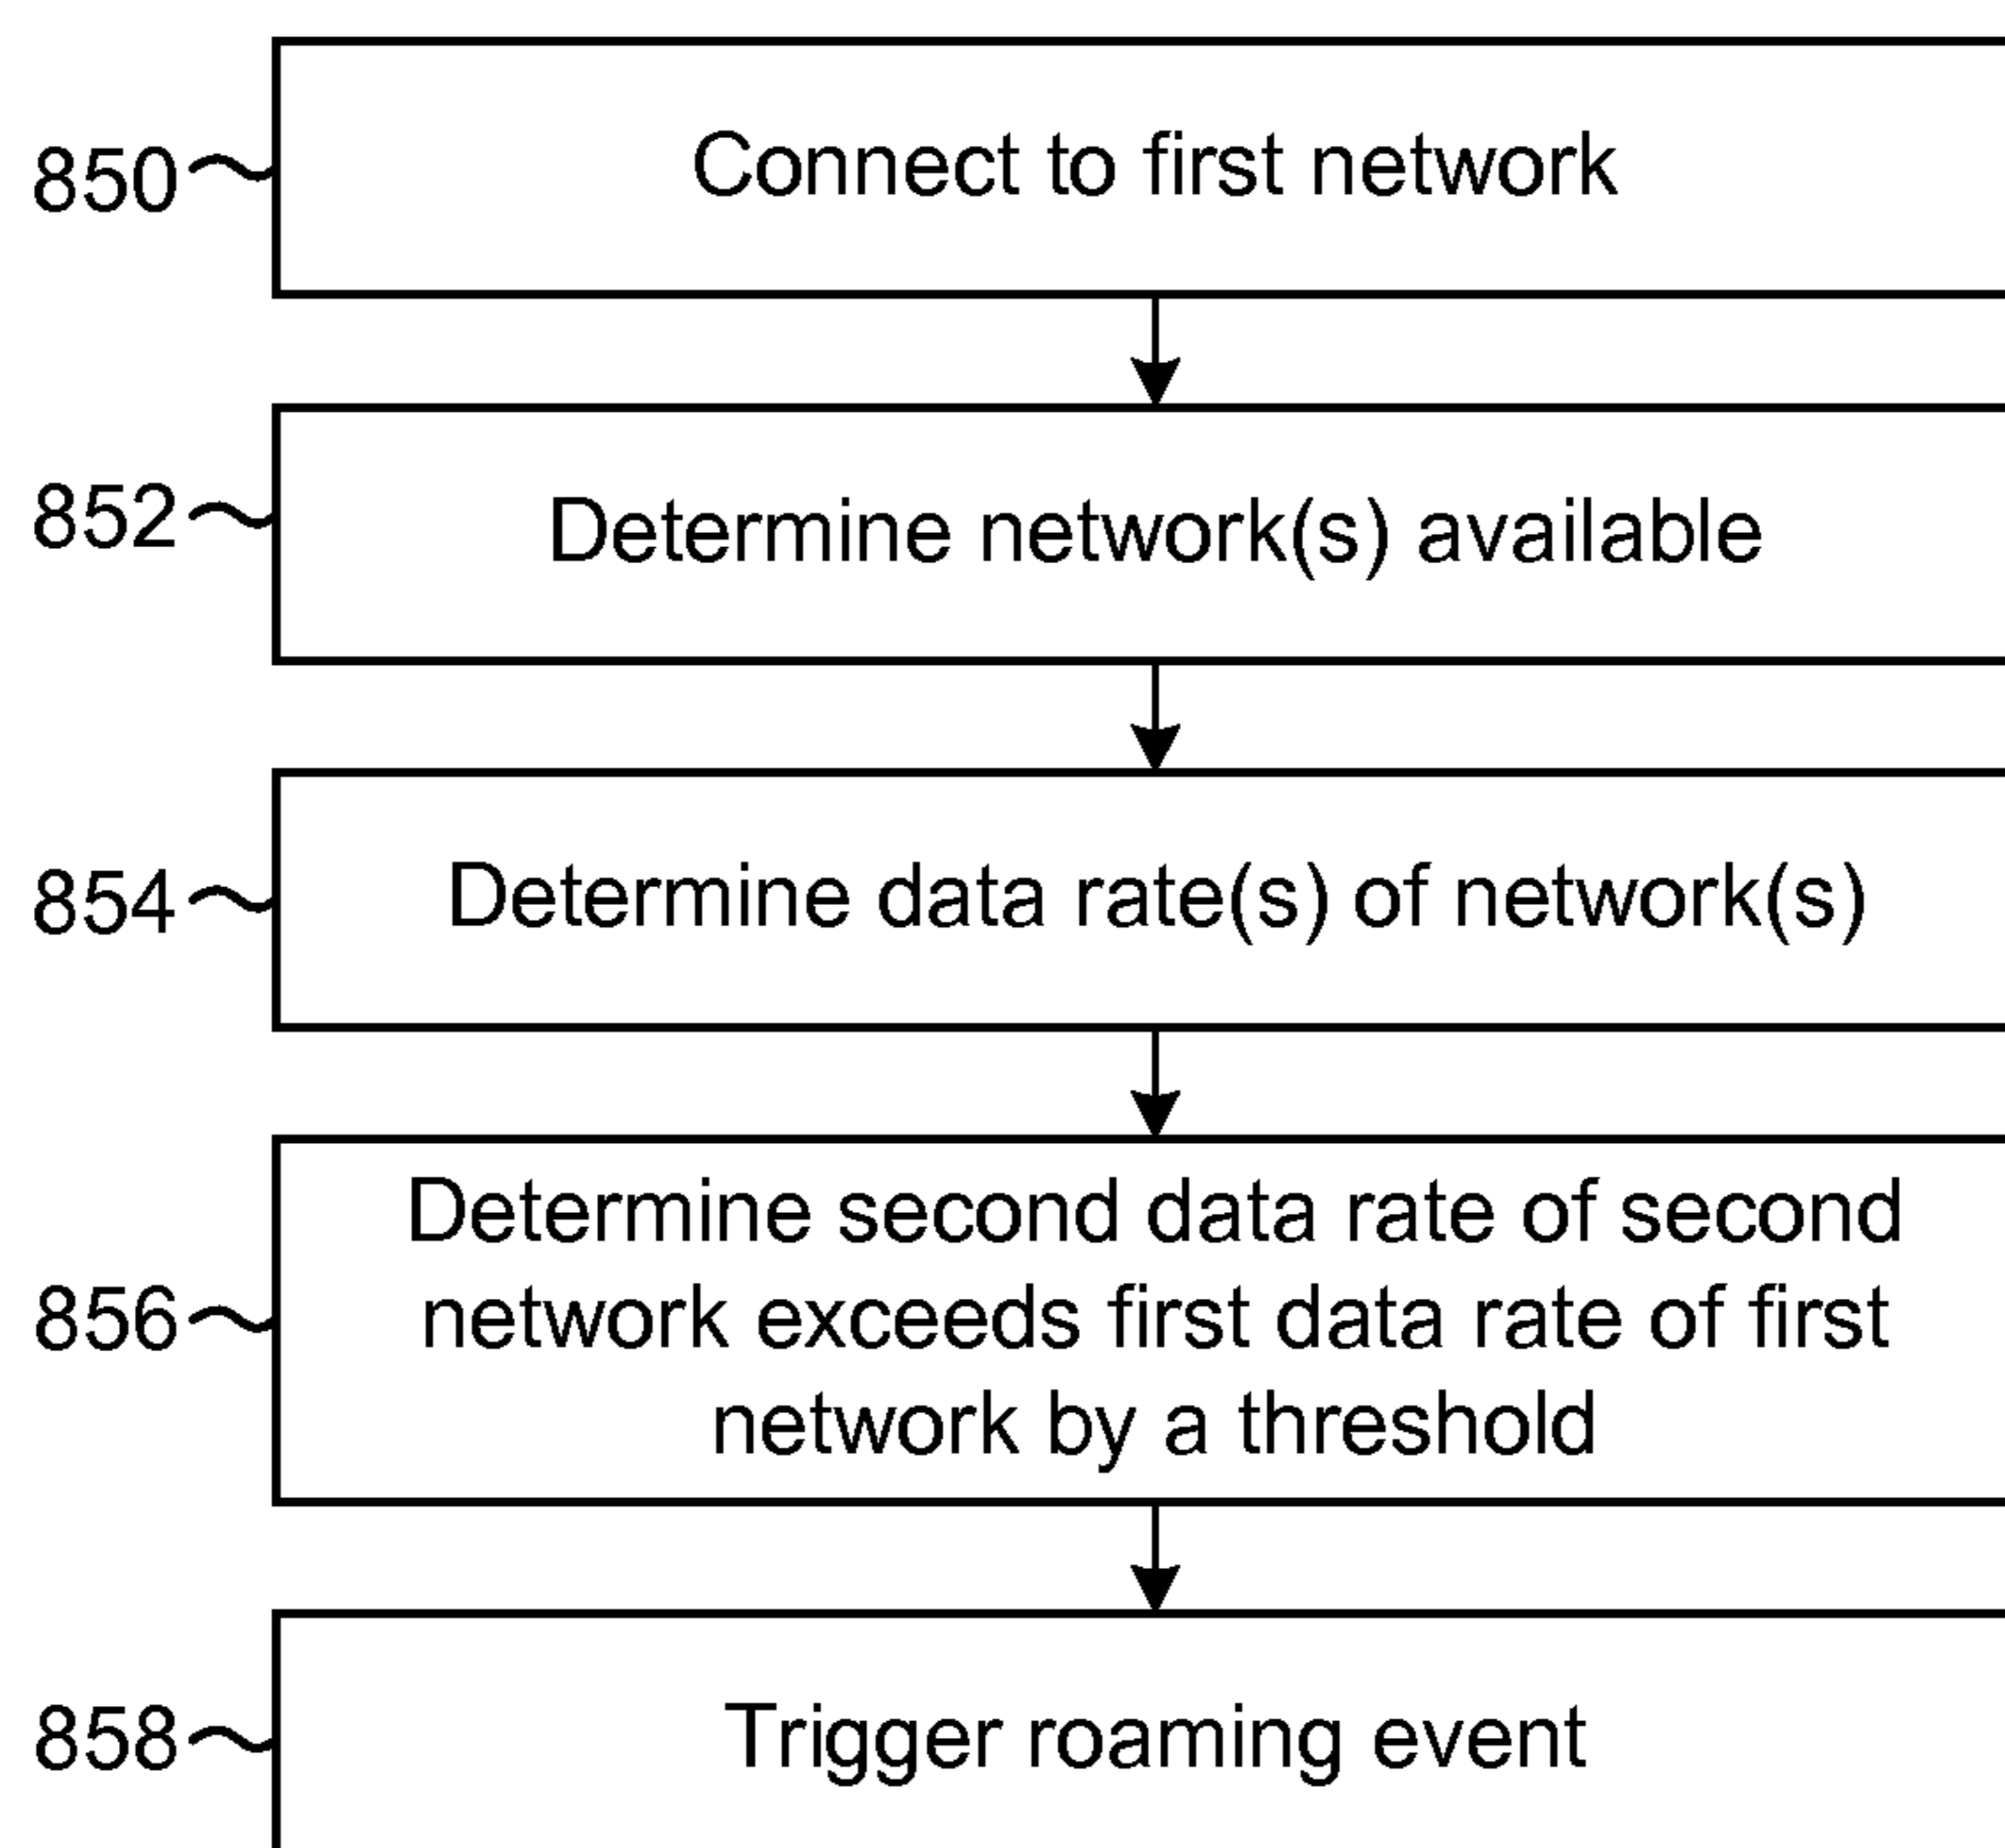 850
Connect to first network
852
Determine network(s) available
854
Determine data rate(s) of network(s)
Determine second data rate of second
856
network exceeds first data rate of first
network by a threshold
858
Trigger roaming event